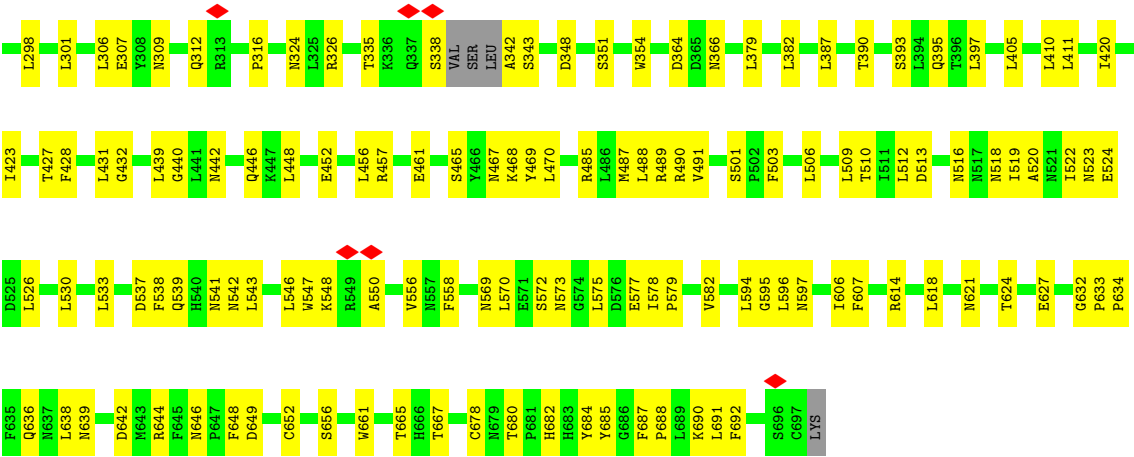 L298 L301 L306 E307 Y308 N309 Q312 R313 P316 N324 L325 R326 T335 K336 Q337 S338 VAL SER LEU A342 S343 D348 S351 W354 D364 D365 N366 L379 L382 L387 T390 S393 L394 Q395 T396 L397 L405 L410 L411 I420
I423 T427 F428 L431 G432 L439 G440 L441 N442 Q446 K447 L448 E452 L456 R457 E461 S465 Y466 N467 K468 Y469 L470 R485 L486 M487 L488 R489 R490 V491 S501 P502 F503 L506 L509 T510 I511 L512 D513 N516 N517 N518 I519 A520 N521 I522 N523 E524
D525 L526 L530 L533 D537 F538 Q539 H540 N541 N542 L543 L546 W547 K548 R549 A550 V556 N557 F558 N569 L570 E571 S572 N573 G574 L575 D576 E577 I578 P579 V582 L594 G595 L596 N597 I606 F607 R614 L618 N621 T624 E627 G632 P633 P634
F635 Q636 N637 L638 N639 D642 M643 R644 F645 N646 P647 F648 D649 C652 S656 W661 T665 H666 T667 C678 N679 T680 P681 H682 H683 Y684 Y685 G686 F687 P688 L689 K690 L691 F692 S696 C697 LYS